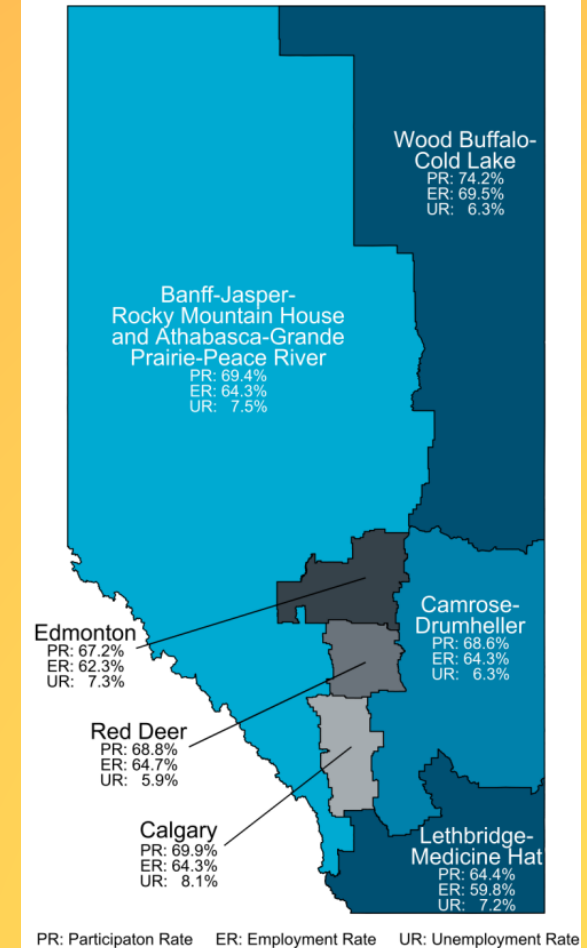 Wood Buffalo-
Cold Lake
PR: 74.2%
ER: 69.5%
UR: 6.3%
Banff-Jasper-
Rocky Mountain House
and Athabasca-Grande
Prairie-Peace River
PR: 69.4%
ER: 64.3%
UR: 7.5%
Edmonton
PR: 67.2%
ER: 62.3%
UR: 7.3%
Camrose-
Drumheller
PR: 68.6%
ER: 64.3%
UR: 6.3%
Red Deer
PR: 68.8%
ER: 64.7%
UR: 5.9%
Calgary
PR: 69.9%
ER: 64.3%
UR: 8.1%
Lethbridge-
Medicine Hat
PR: 64.4%
ER: 59.8%
UR: 7.2%
PR: Participaton Rate ER: Employment Rate UR: Unemployment Rate